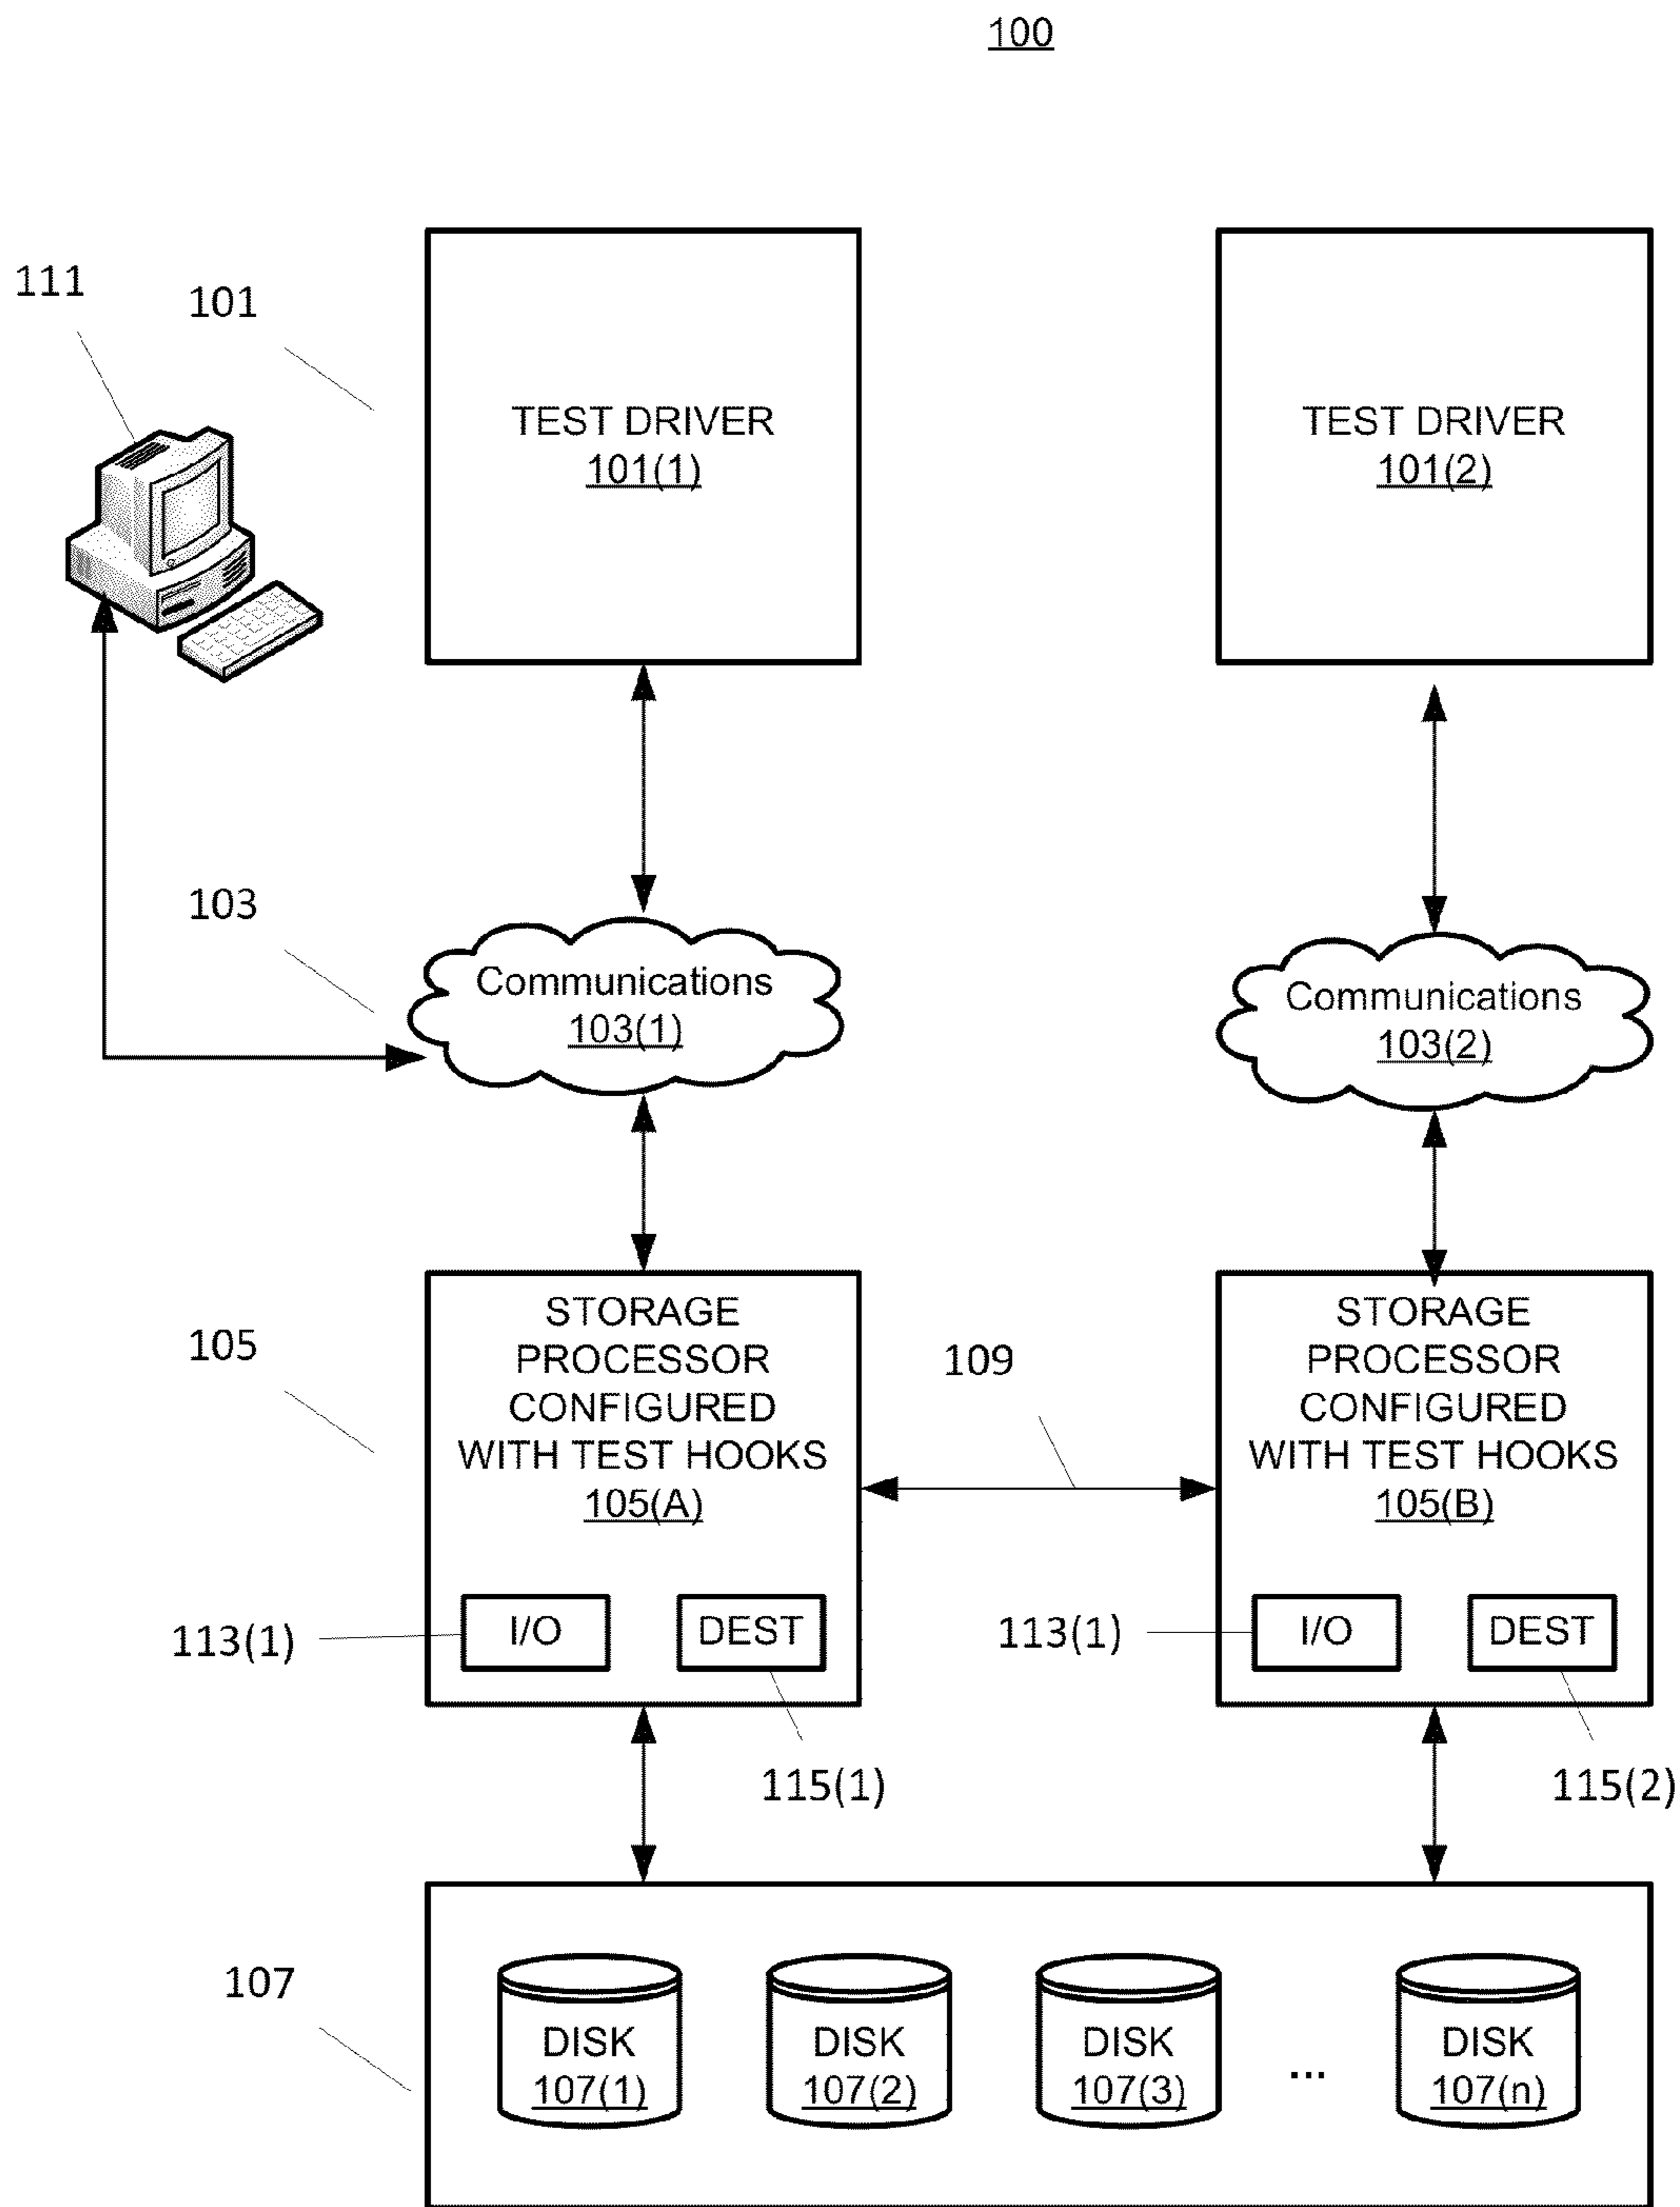 100
111
101
TEST DRIVER
101(1)
TEST DRIVER
101(2)
103
Communications
103(1)
Communications
103(2)
105
STORAGE
PROCESSOR
CONFIGURED
WITH TEST HOOKS
105(A)
109
STORAGE
PROCESSOR
CONFIGURED
WITH TEST HOOKS
105(B)
113(1)
I/O
DEST
113(1)
I/O
DEST
115(1)
115(2)
107
DISK
107(1)
DISK
107(2)
DISK
107(3)
...
DISK
107(n)